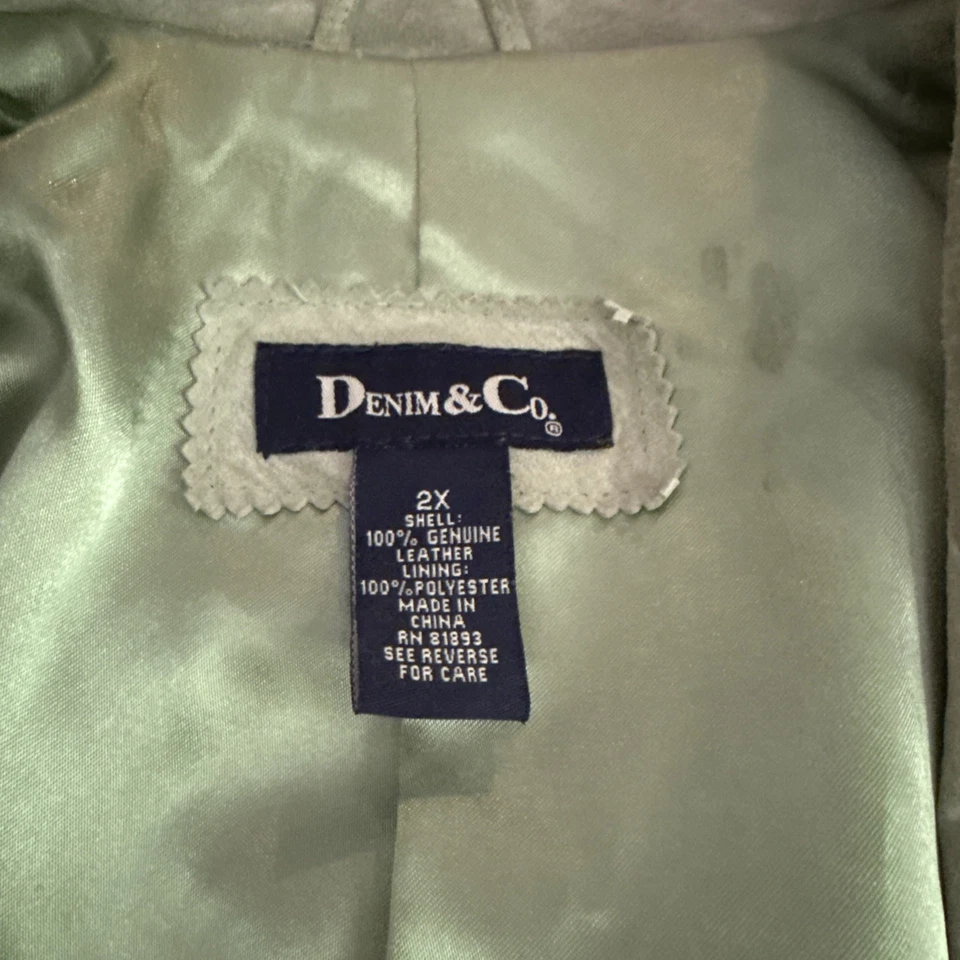 DENIM & CO.®
2X
SHELL:
100% GENUINE
LEATHER
LINING:
100% POLYESTER
MADE IN
CHINA
RN 81893
SEE REVERSE
FOR CARE